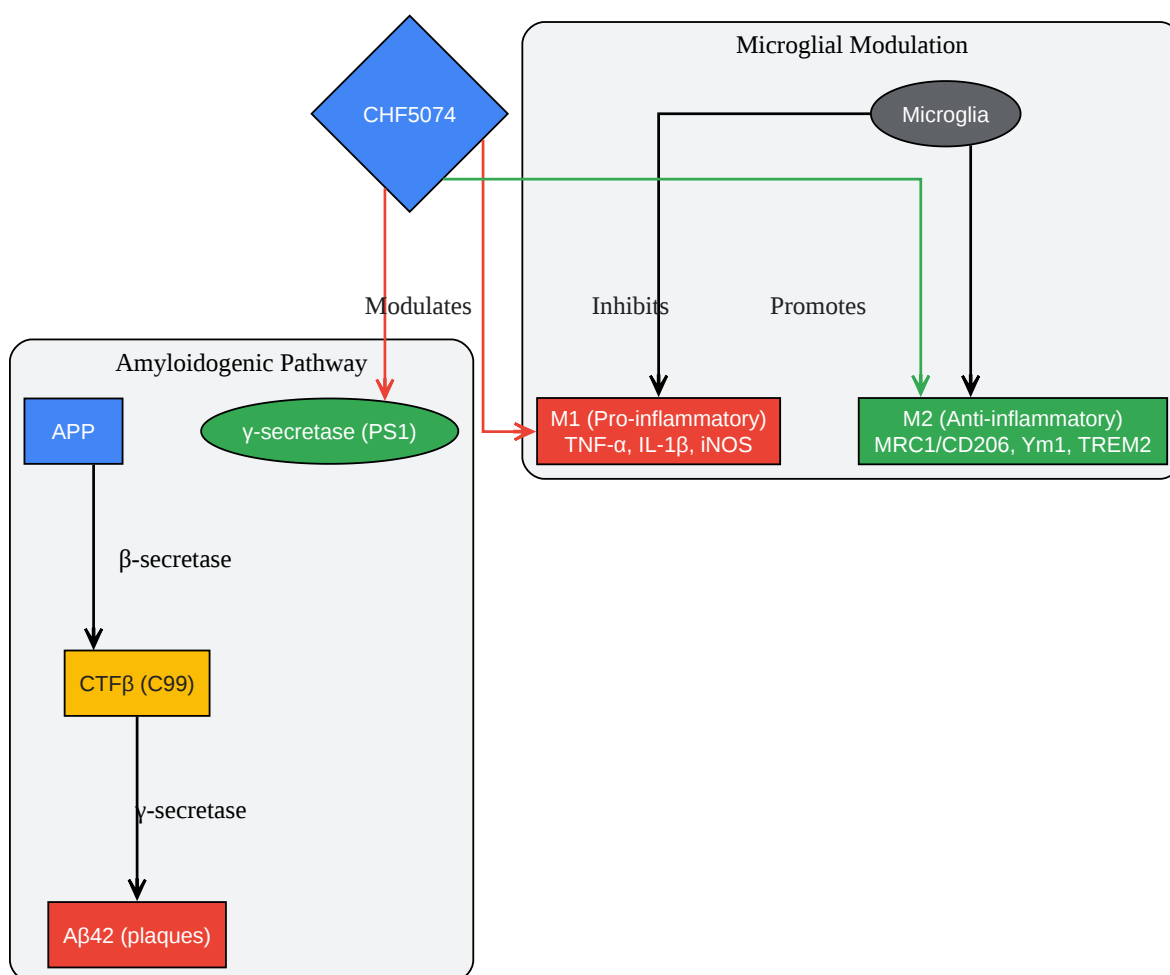 Microglial Modulation
CHF5074
Microglia
Modulates
Inhibits
Promotes
Amyloidogenic Pathway
APP
γ-secretase (PS1)
M1 (Pro-inflammatory)
TNF-α, IL-1β, iNOS
M2 (Anti-inflammatory)
MRC1/CD206, Ym1, TREM2
β-secretase
CTFβ (C99)
γ-secretase
Aβ42 (plaques)